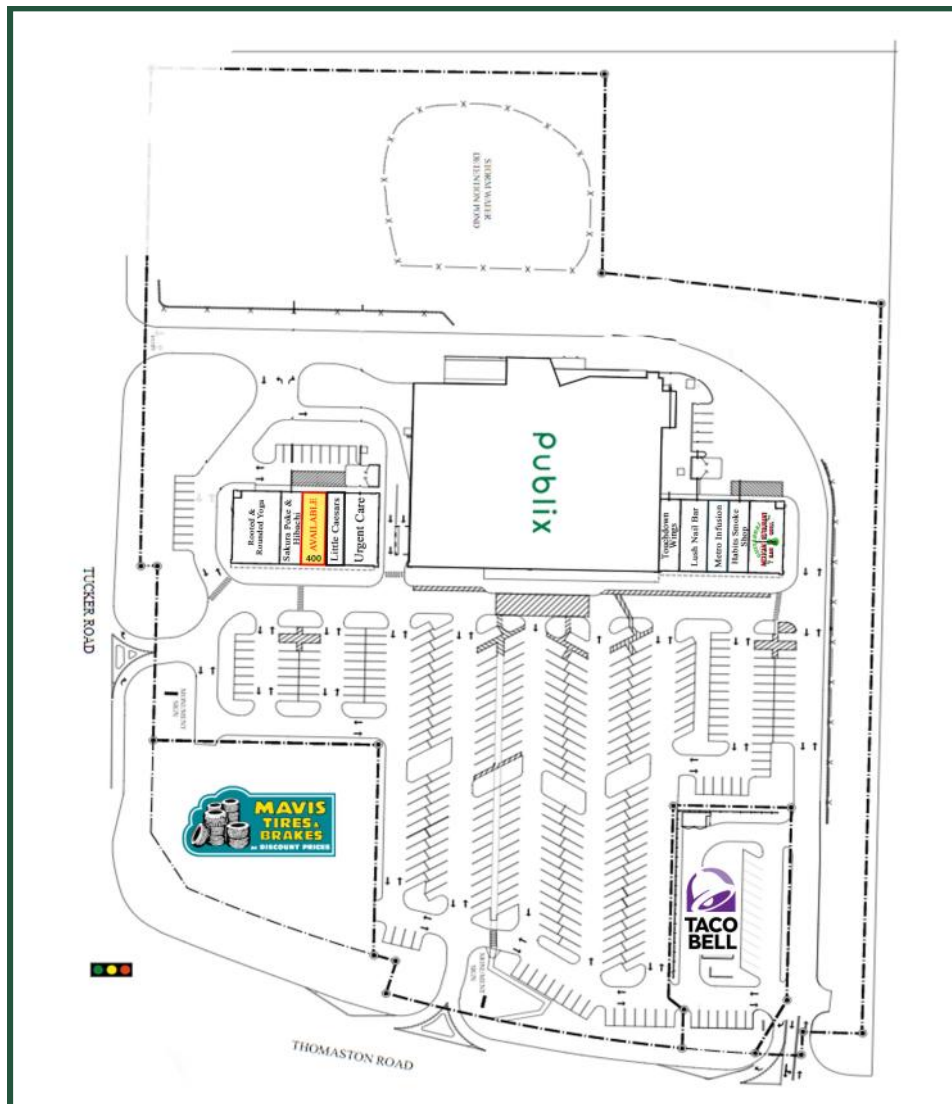 STORM WATER
DETENTION POND
publix
Rooted &
Rounded Yoga
Sakura Poke &
Hibachi
AVAILABLE
400
Little Caesars
Urgent Care
Touchdown
Wings
Lush Nail Bar
Metro Infusion
Habits Smoke
Shop
TUCKER ROAD
MONUMENT
SIGN
MAVIS
TIRES &
BRAKES
AT DISCOUNT PRICES
TACO
BELL
MONUMENT
SIGN
THOMASTON ROAD